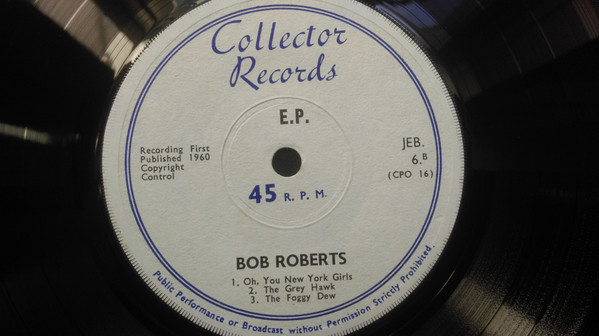 Collector
Records
E.P.
Recording First
Published 1960
Copyright
Control
JEB.
6.B
(CPO 16)
45 R. P. M.
BOB ROBERTS
1. Oh, You New York Girls
2. The Grey Hawk
3. The Foggy Dew
Public Performance or Broadcast without Permission Strictly Prohibited.